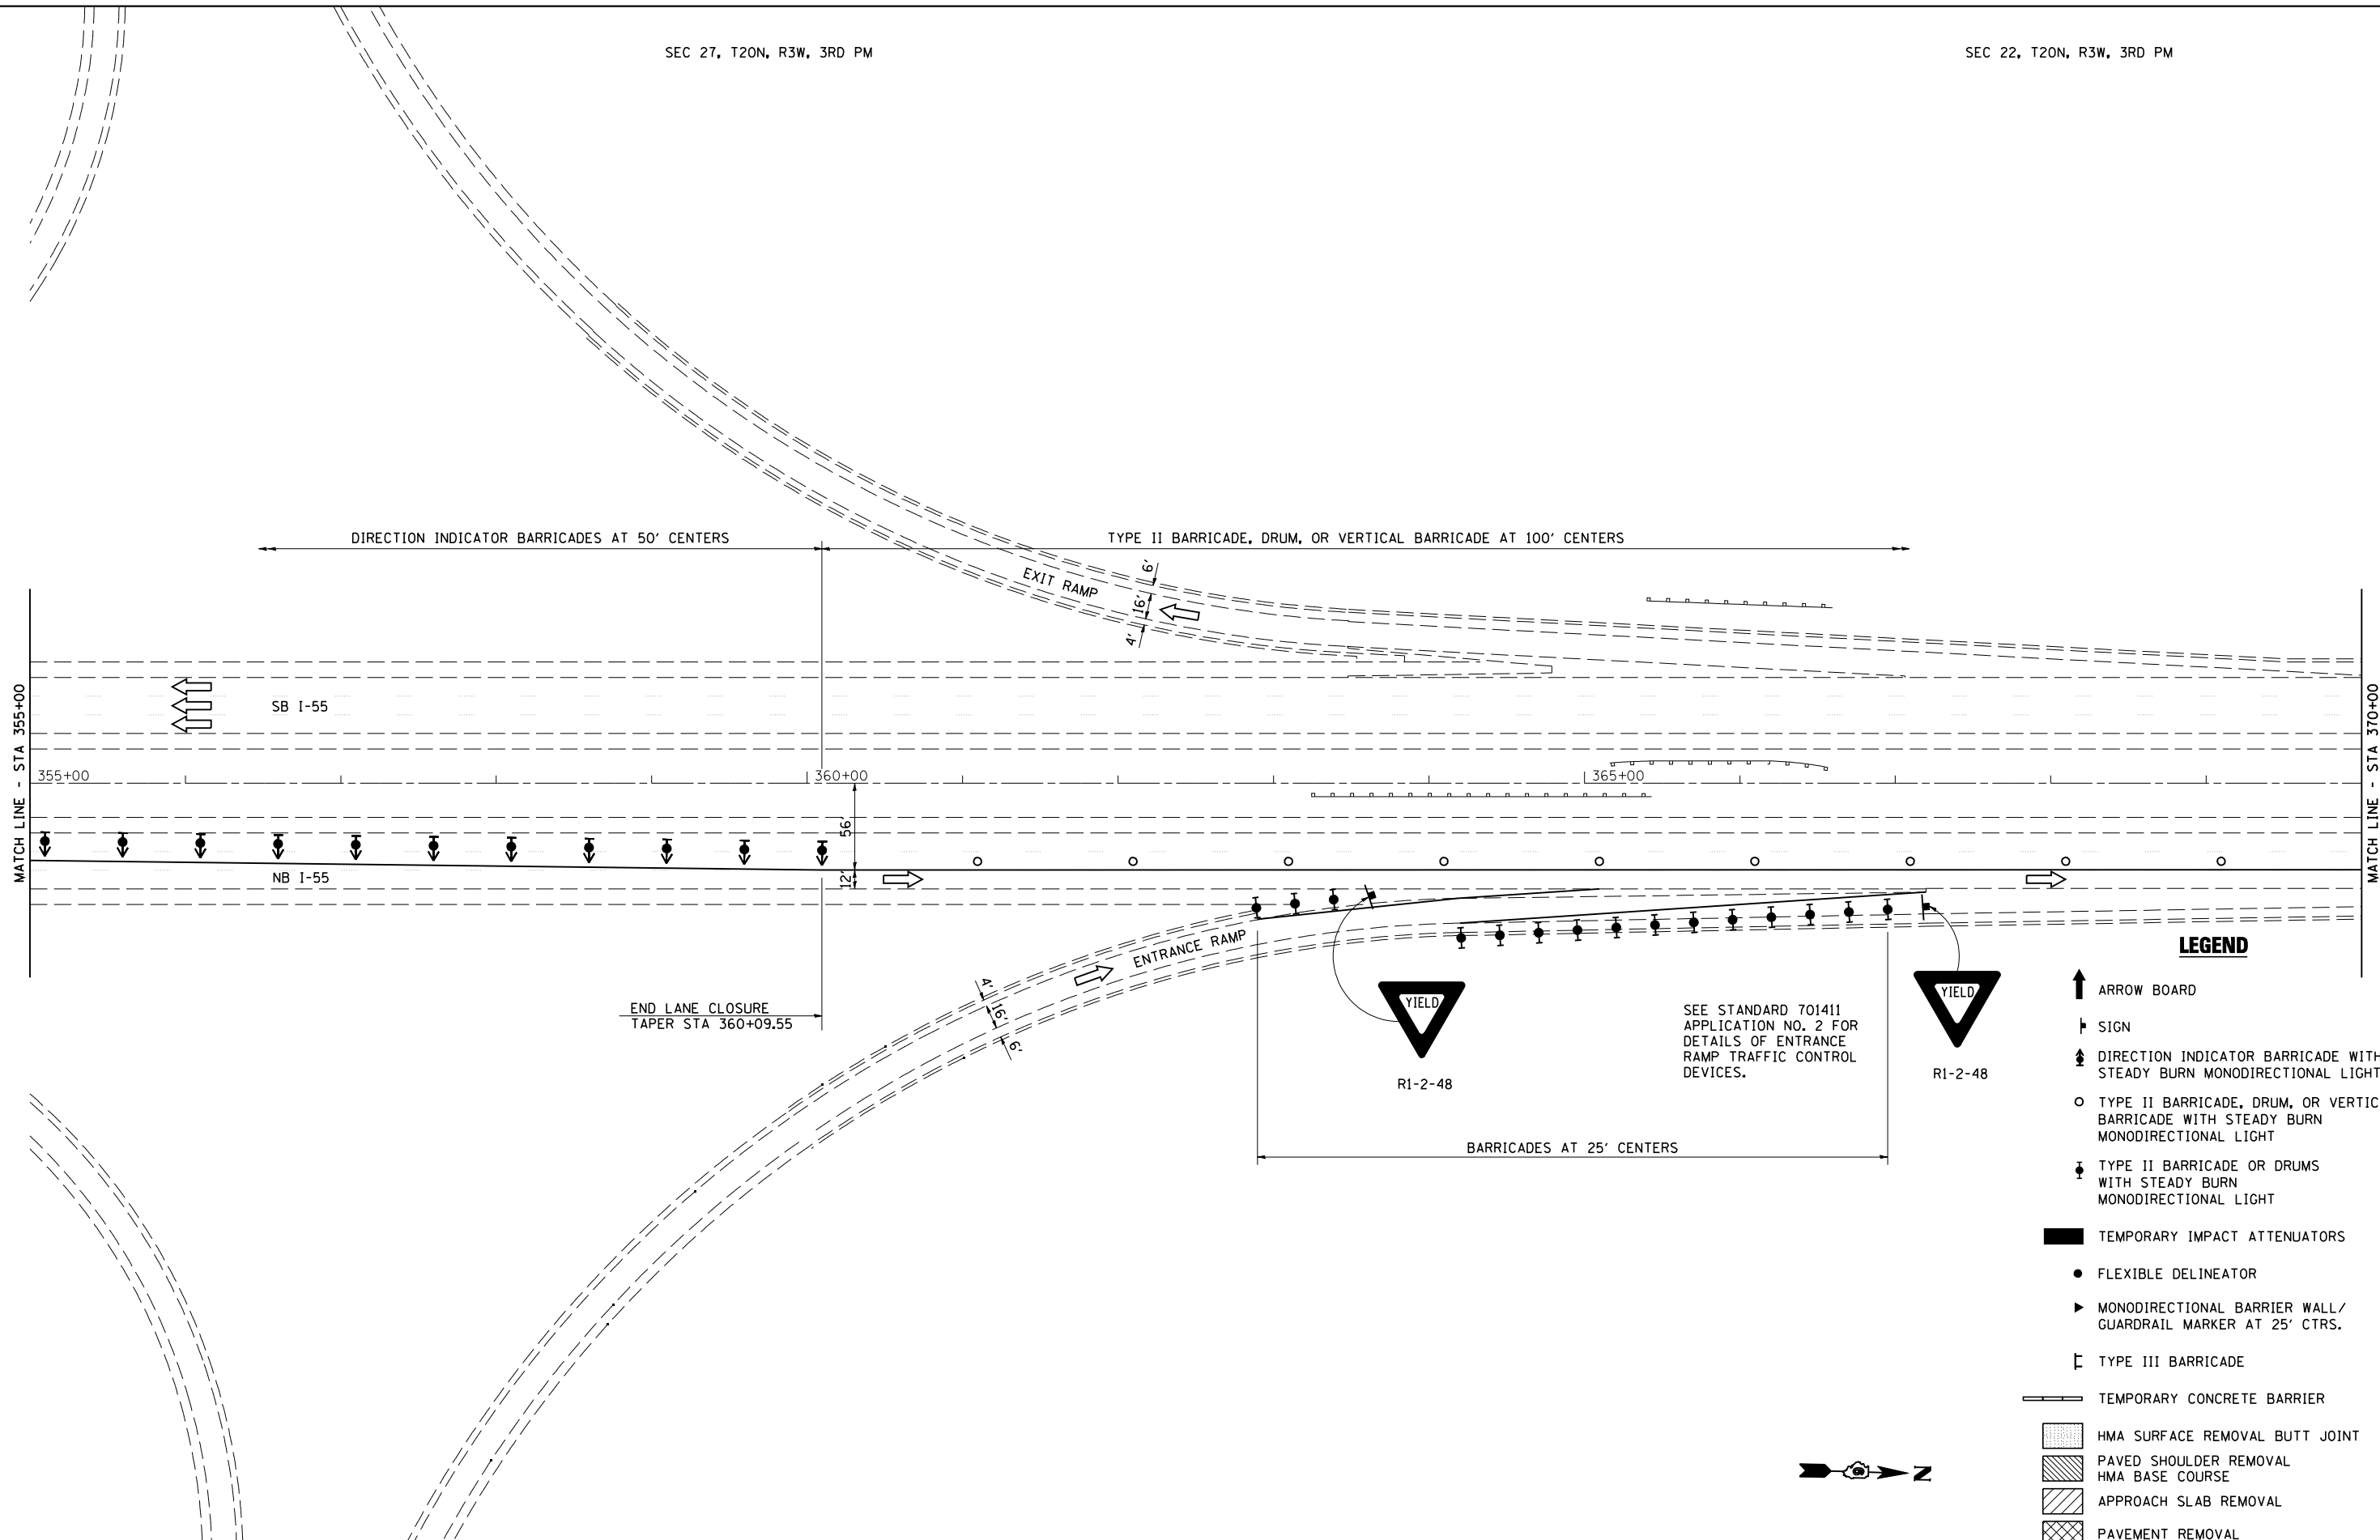 SEC 27, T20N, R3W, 3RD PM
SEC 22, T20N, R3W, 3RD PM
DIRECTION INDICATOR BARRICADES AT 50' CENTERS
TYPE II BARRICADE, DRUM, OR VERTICAL BARRICADE AT 100' CENTERS
EXIT RAMP
6'
16'
4'
MATCH LINE - STA 355+00
MATCH LINE - STA 370+00
SB I-55
355+00
360+00
365+00
56'
12'
NB I-55
ENTRANCE RAMP
4'
16'
6'
END LANE CLOSURE
TAPER STA 360+09.55
YIELD
R1-2-48
SEE STANDARD 701411
APPLICATION NO. 2 FOR
DETAILS OF ENTRANCE
RAMP TRAFFIC CONTROL
DEVICES.
YIELD
R1-2-48
BARRICADES AT 25' CENTERS
LEGEND
ARROW BOARD
SIGN
DIRECTION INDICATOR BARRICADE WITH
STEADY BURN MONODIRECTIONAL LIGHT
TYPE II BARRICADE, DRUM, OR VERTIC
BARRICADE WITH STEADY BURN
MONODIRECTIONAL LIGHT
TYPE II BARRICADE OR DRUMS
WITH STEADY BURN
MONODIRECTIONAL LIGHT
TEMPORARY IMPACT ATTENUATORS
FLEXIBLE DELINEATOR
MONODIRECTIONAL BARRIER WALL/
GUARDRAIL MARKER AT 25' CTRS.
TYPE III BARRICADE
TEMPORARY CONCRETE BARRIER
HMA SURFACE REMOVAL BUTT JOINT
PAVED SHOULDER REMOVAL
HMA BASE COURSE
APPROACH SLAB REMOVAL
PAVEMENT REMOVAL
N